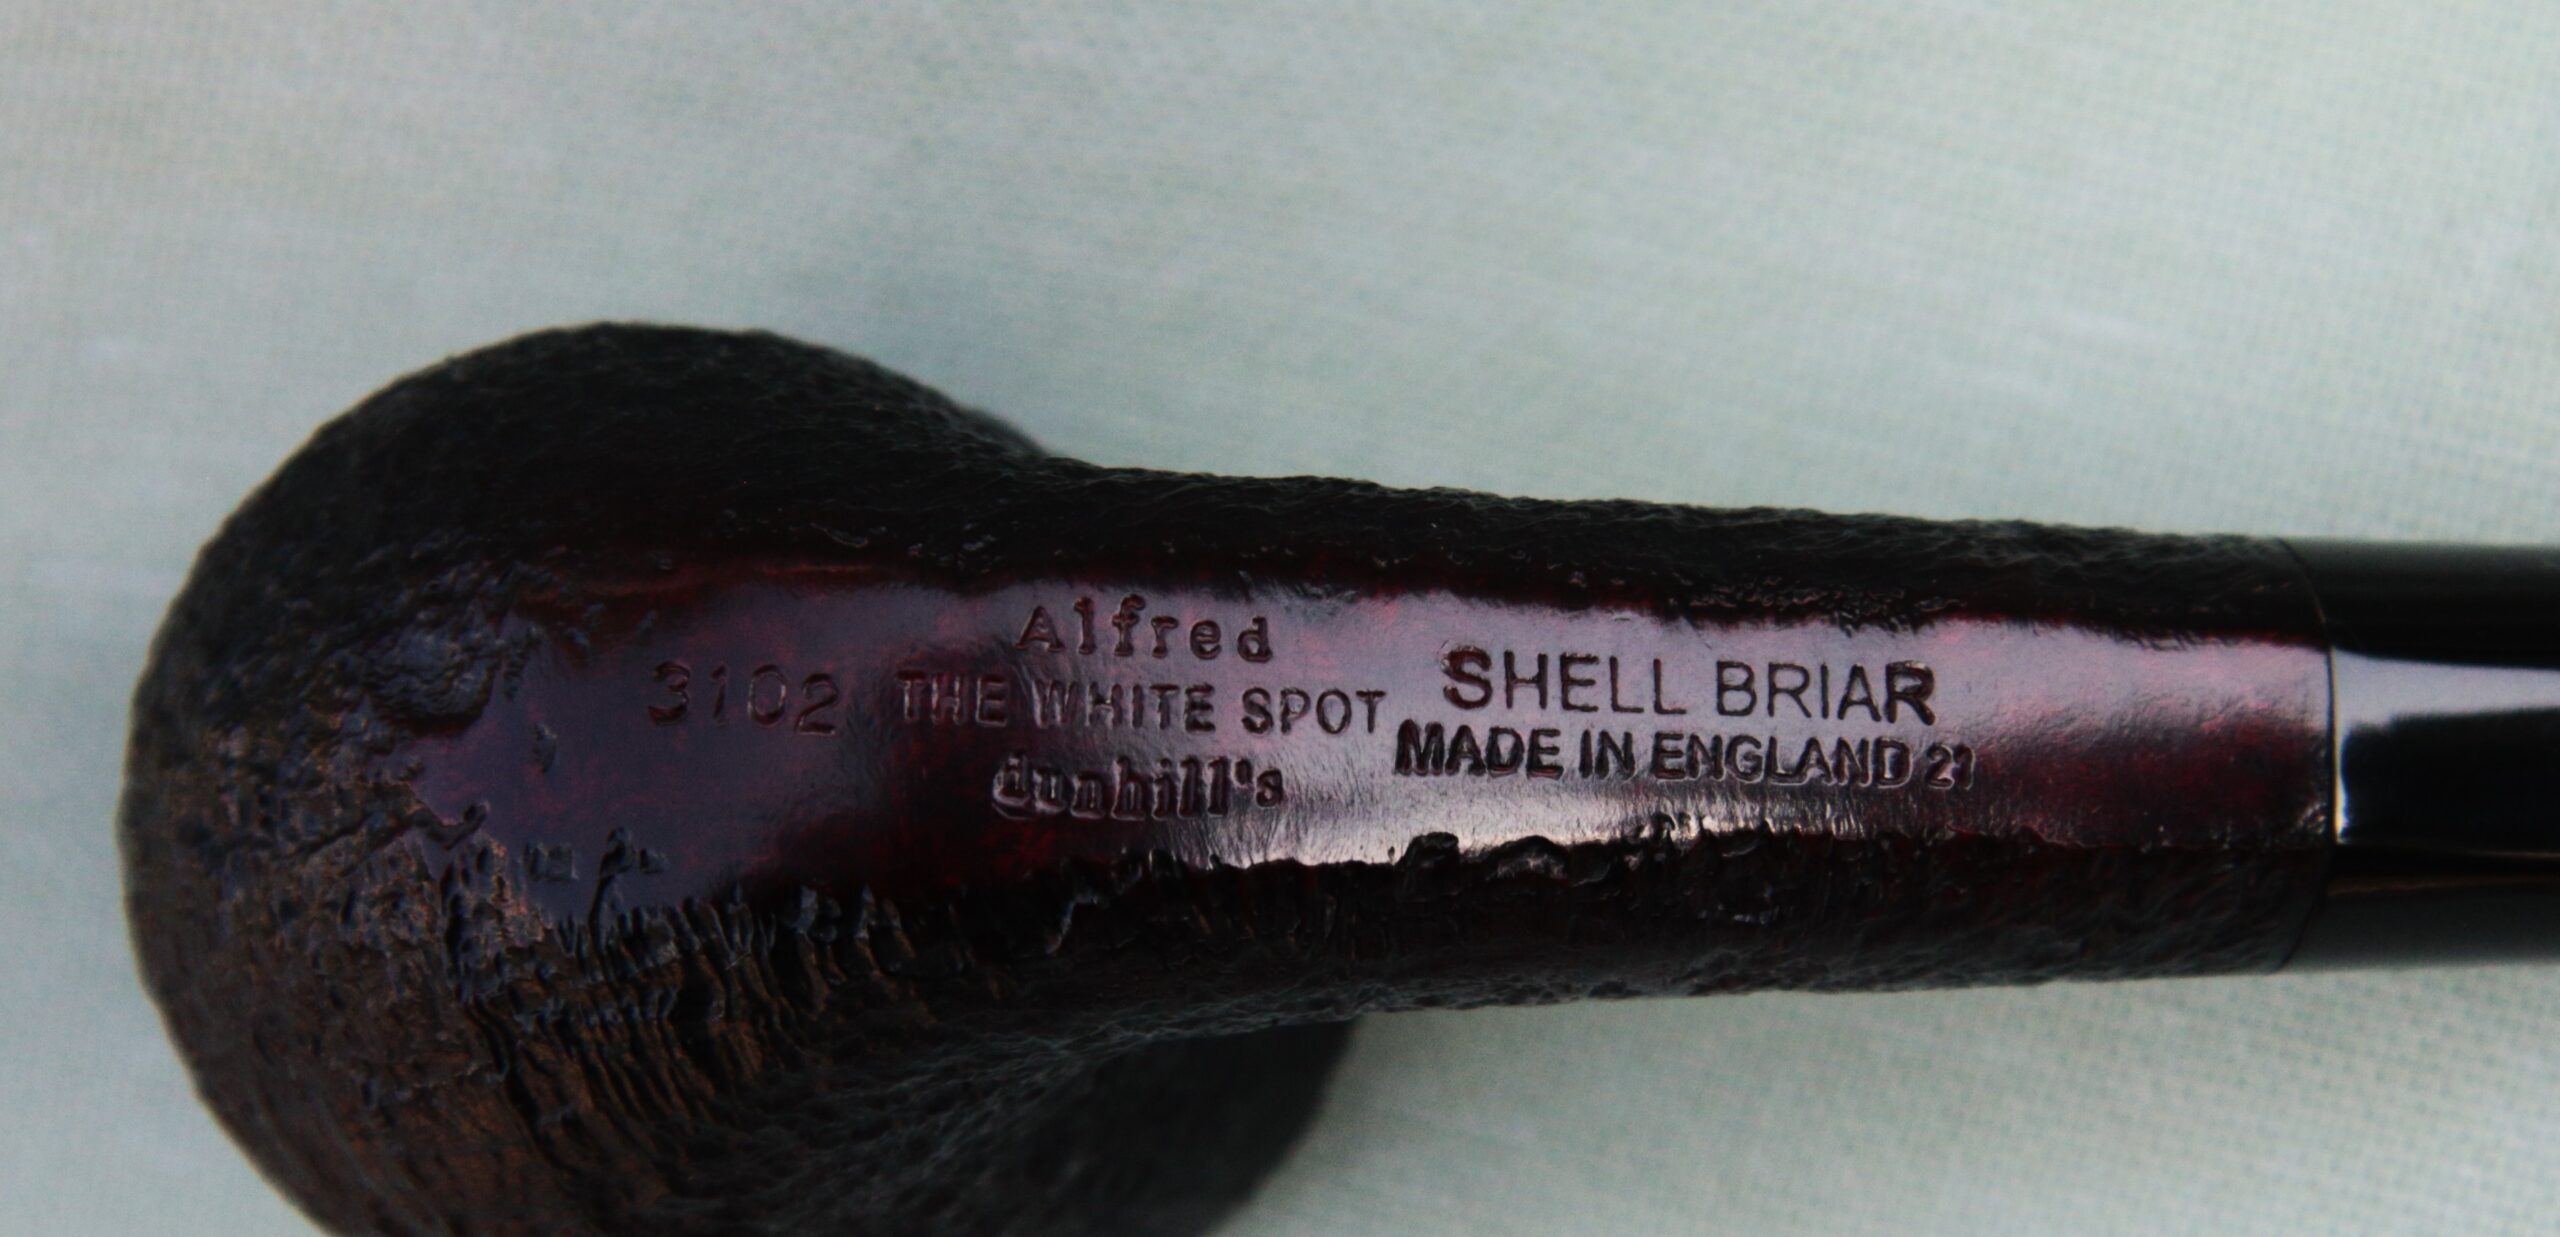 3102
Alfred
THE WHITE SPOT
dunhill's
SHELL BRIAR
MADE IN ENGLAND 21